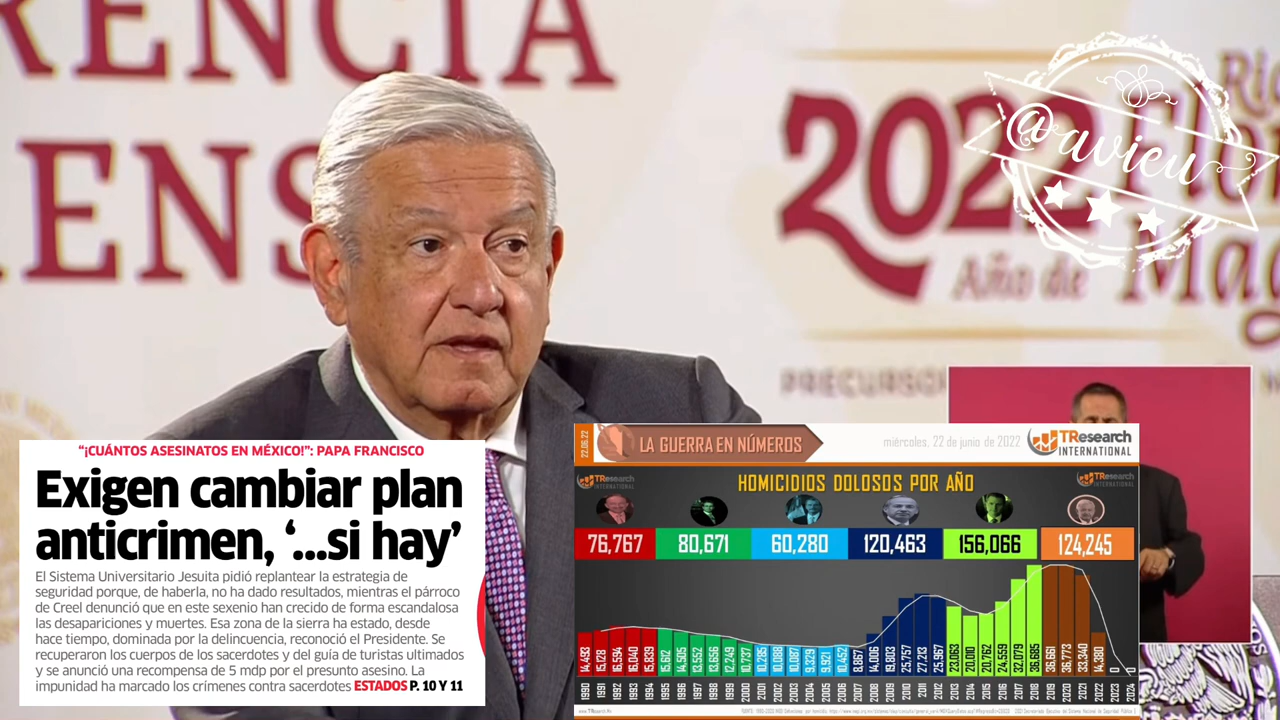 RENCIA
ENS
2022
Año de
PRECURSO
@avieu
“¡CUÁNTOS ASESINATOS EN MÉXICO!”: PAPA FRANCISCO
Exigen cambiar plan
anticrimen, ‘...si hay’
El Sistema Universitario Jesuita pidió replantear la estrategia de
seguridad porque, de haberla, no ha dado resultados, mientras el párroco
de Creel denunció que en este sexenio han crecido de forma escandalosa
las desapariciones y muertes. Esa zona de la sierra ha estado, desde
hace tiempo, dominada por la delincuencia, reconoció el Presidente. Se
recuperaron los cuerpos de los sacerdotes y del guía de turistas ultimados
y se anunció una recompensa de 5 mdp por el presunto asesino. La
impunidad ha marcado los crímenes contra sacerdotes ESTADOS P. 10 Y 11
22.06.22
LA GUERRA EN NÚMEROS
miércoles, 22 de junio de 2022
TResearch
INTERNATIONAL
TResearch
INTERNATIONAL
HOMICIDIOS DOLOSOS POR AÑO
TResearch
INTERNATIONAL
76,767 80,671 60,280 120,463 156,066 124,245
14,493 15,128 16,594 16,040 15,839 15,612 14,505 13,552 13,656 12,249 10,737 10,285 10,088 10,087 9,329 9,921 10,452 8,867 14,006 19,803 25,757 27,213 25,967 23,063 20,010 20,762 24,559 32,079 36,685 36,661 36,773 33,340 14,380 0 0
1990 1991 1992 1993 1994 1995 1996 1997 1998 1999 2000 2001 2002 2003 2004 2005 2006 2007 2008 2009 2010 2011 2012 2013 2014 2015 2016 2017 2018 2019 2020 2021 2022 2023 2024
www.TResearch.Mx